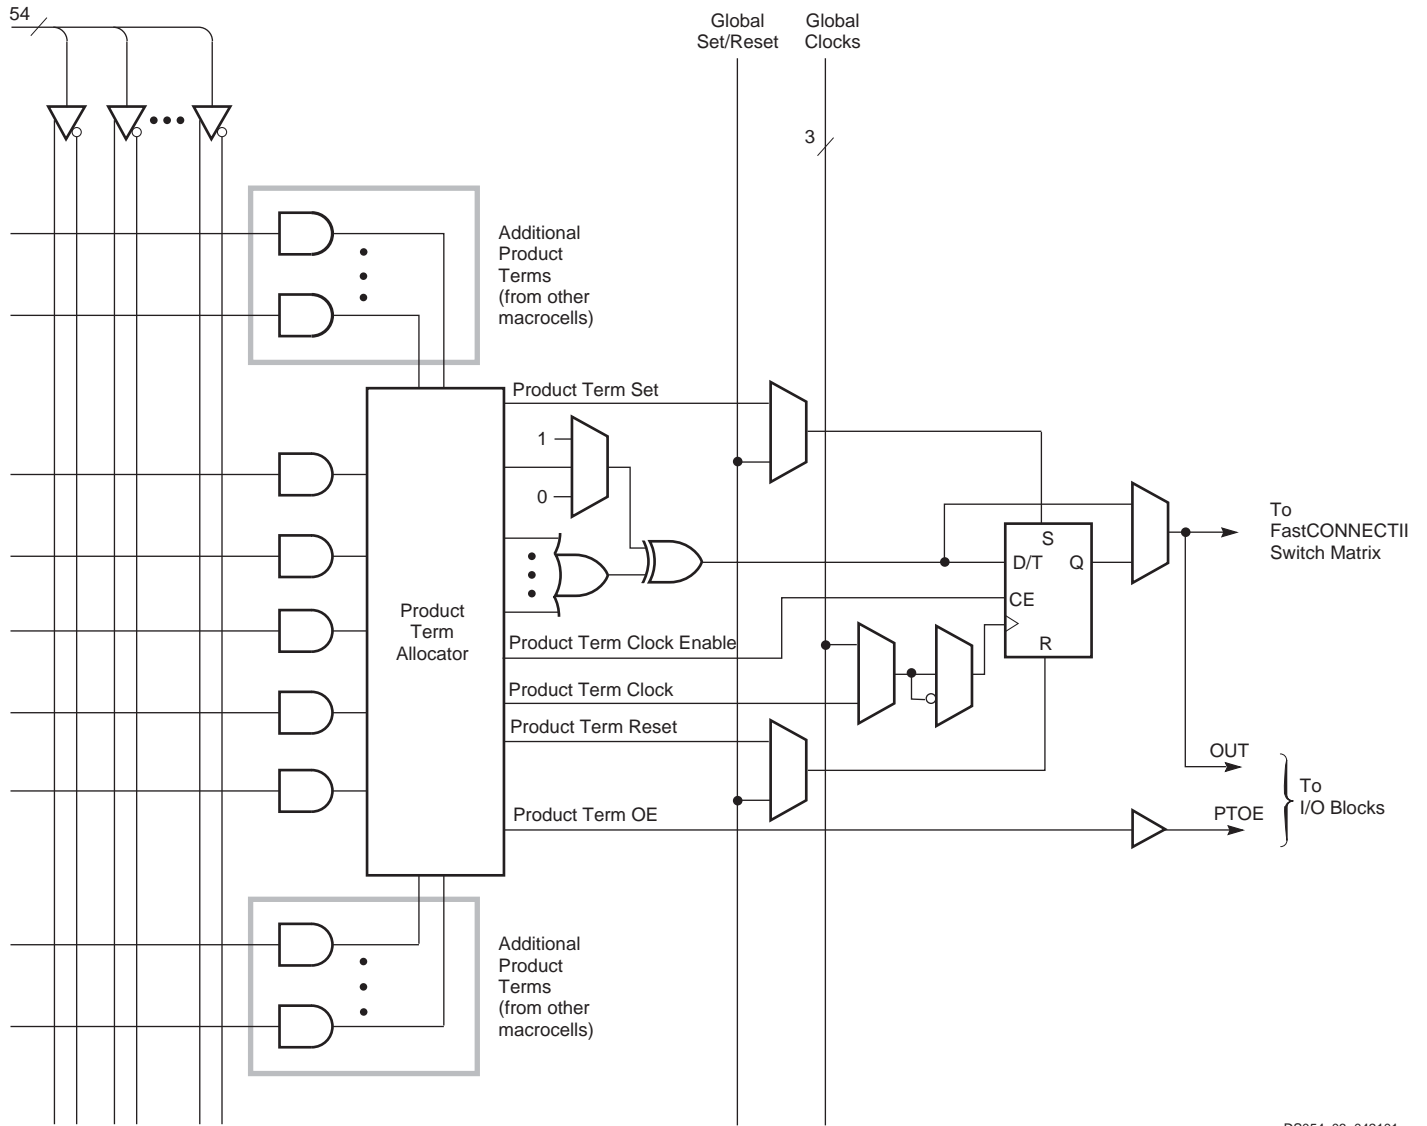 54
Global
Set/Reset
Global
Clocks
3
Additional
Product
Terms
(from other
macrocells)
Product Term Set
1
0
Product
Term
Allocator
To
FastCONNECTII
Switch Matrix
S
D/T
Q
CE
R
Product Term Clock Enable
Product Term Clock
Product Term Reset
Product Term OE
OUT
PTOE
To
I/O Blocks
Additional
Product
Terms
(from other
macrocells)